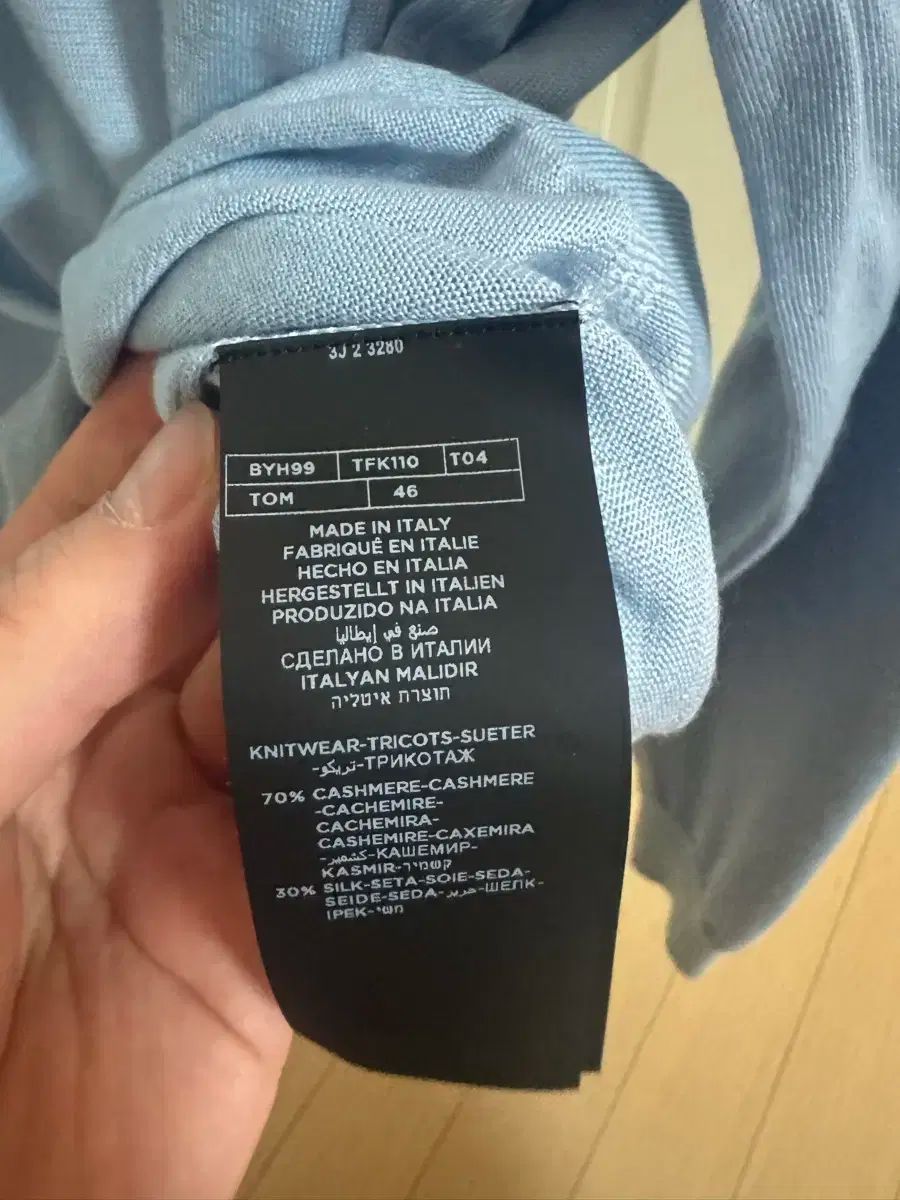 3J 2 3280
BYH99 TFK110 T04
TOM 46
MADE IN ITALY
FABRIQUÉ EN ITALIE
HECHO EN ITALIA
HERGESTELLT IN ITALIEN
PRODUZIDO NA ITALIA
صنع في إيطاليا
СДЕЛАНО В ИТАЛИИ
ITALYAN MALIDIR
תוצרת איטליה
KNITWEAR-TRICOTS-SUETER
-تريكو-ТРИКОТАЖ
70% CASHMERE-CASHMERE
-CACHEMIRE-
CACHEMIRA-
CASHEMIRE-CAXEMIRA
-كشمير-КАШЕМИР-
KASMIR-קשמיר
30% SILK-SETA-SOIE-SEDA-
SEIDE-SEDA-حرير-ШЕЛК-
IPEK-משי